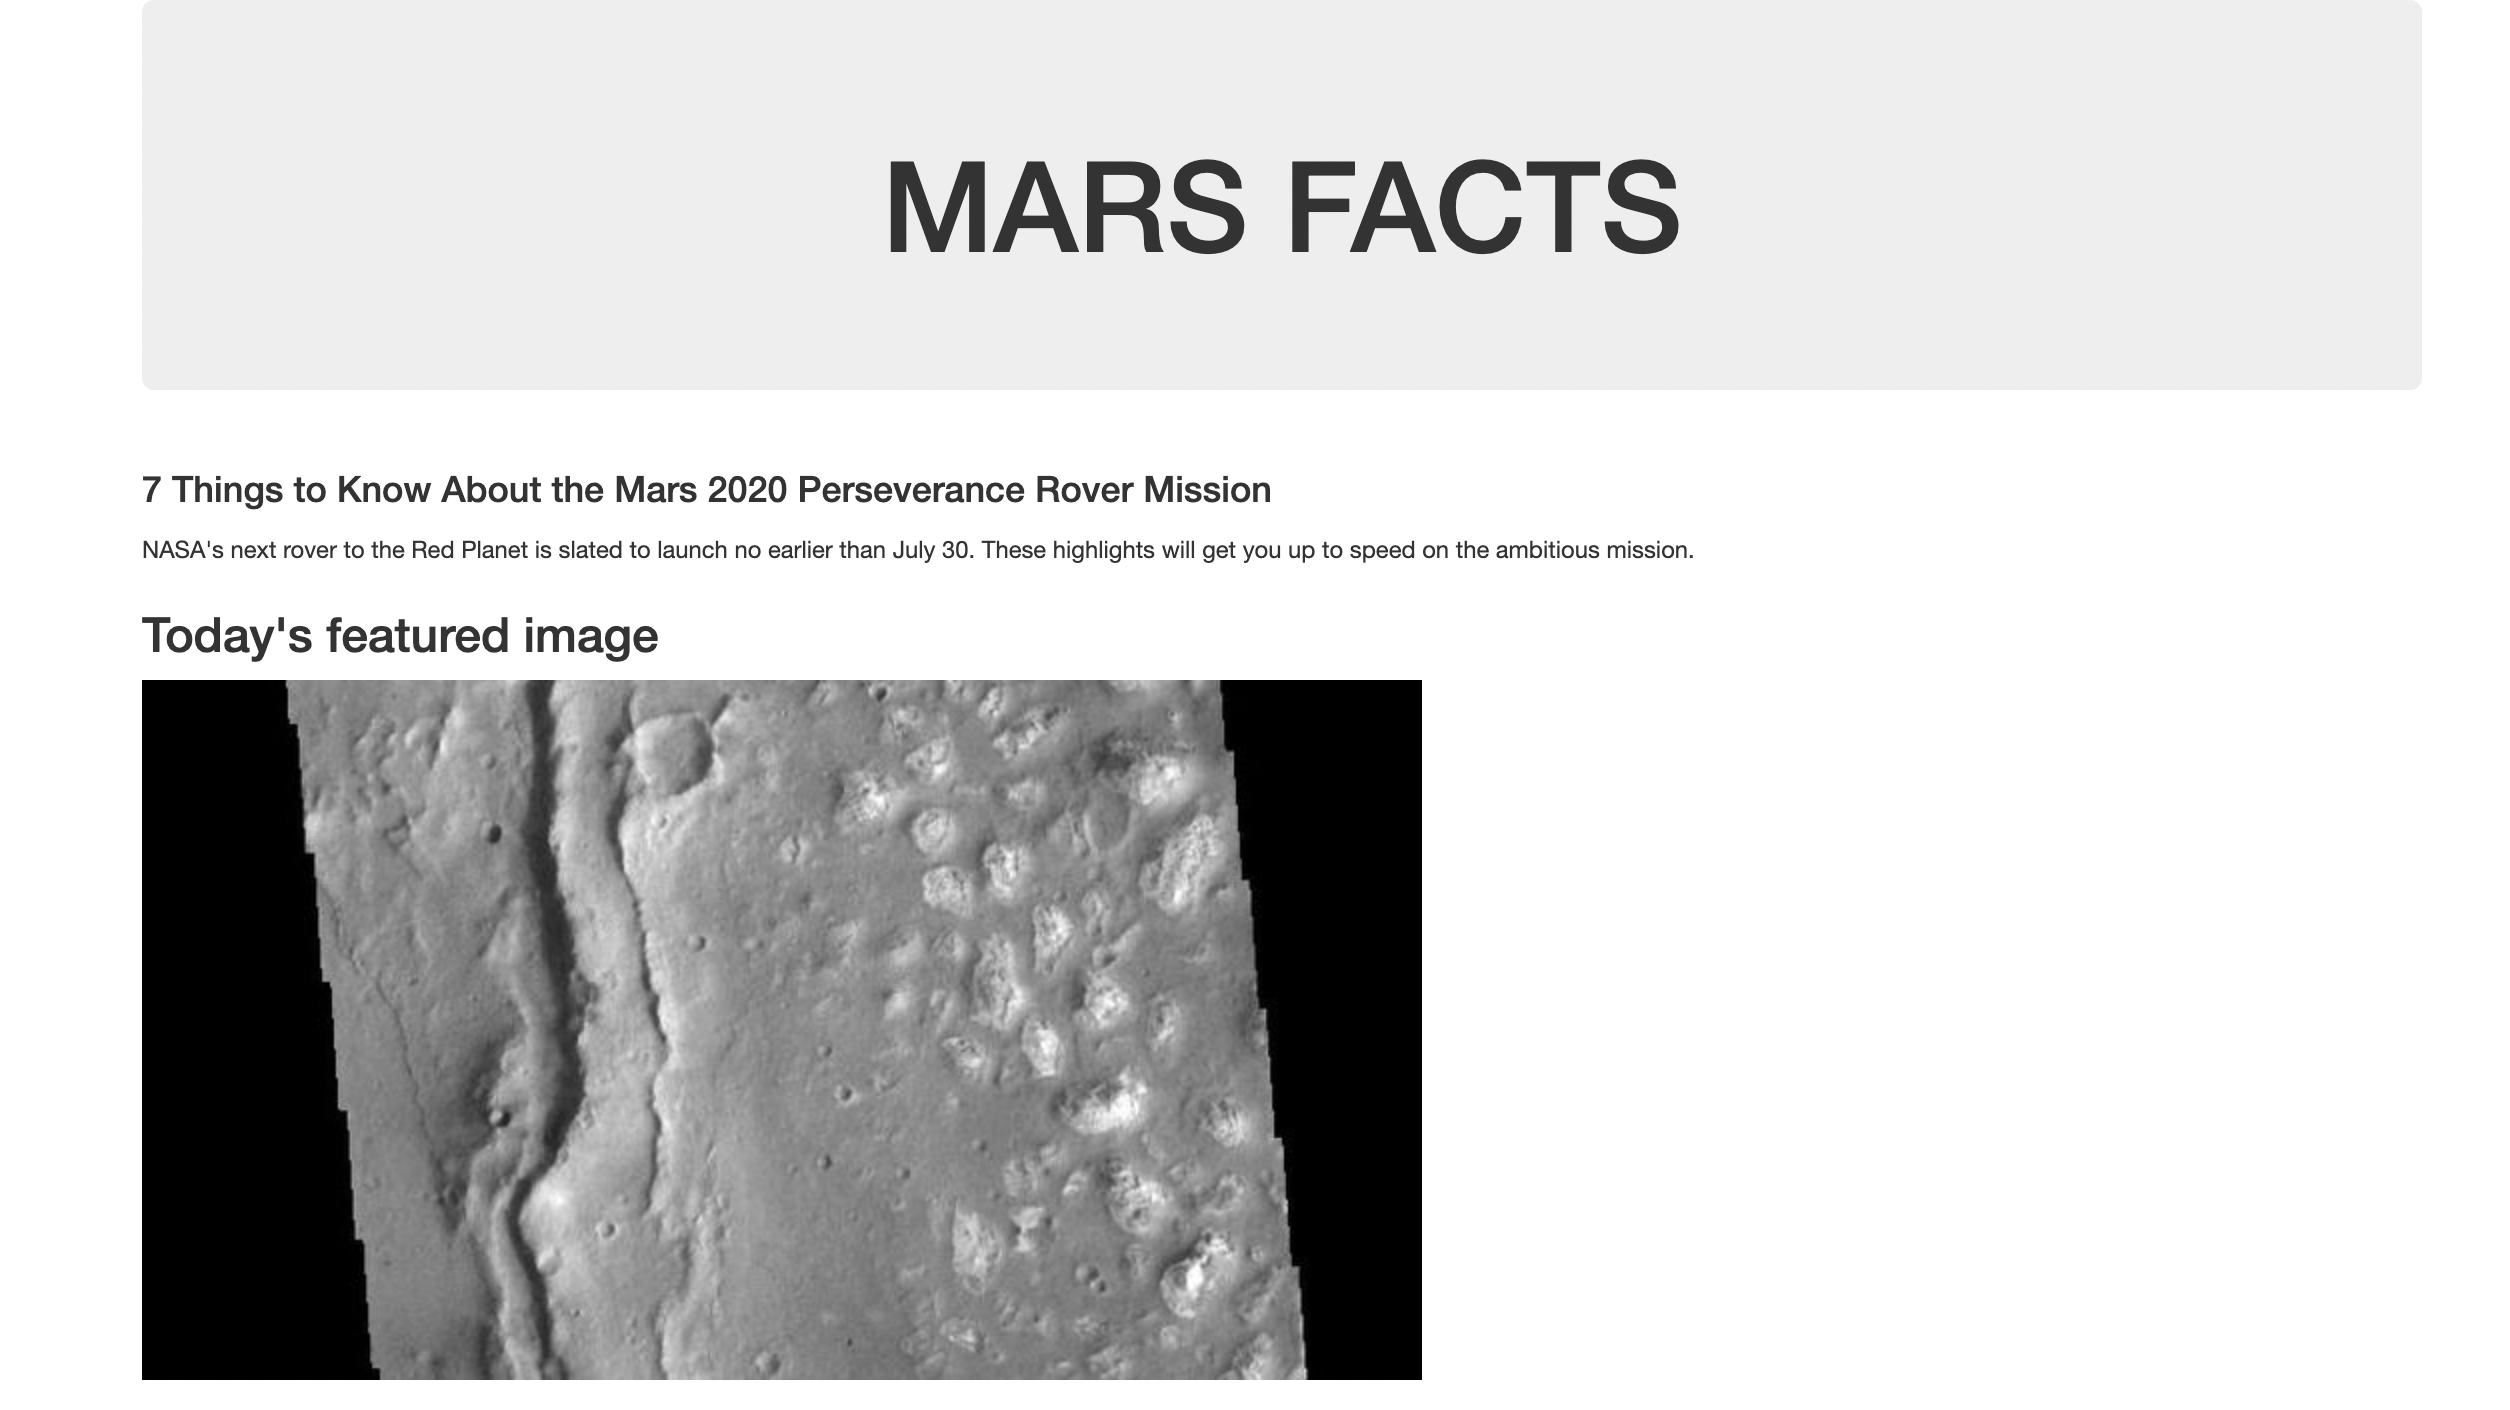 MARS FACTS
7 Things to Know About the Mars 2020 Perseverance Rover Mission
NASA's next rover to the Red Planet is slated to launch no earlier than July 30. These highlights will get you up to speed on the ambitious mission.
Today's featured image